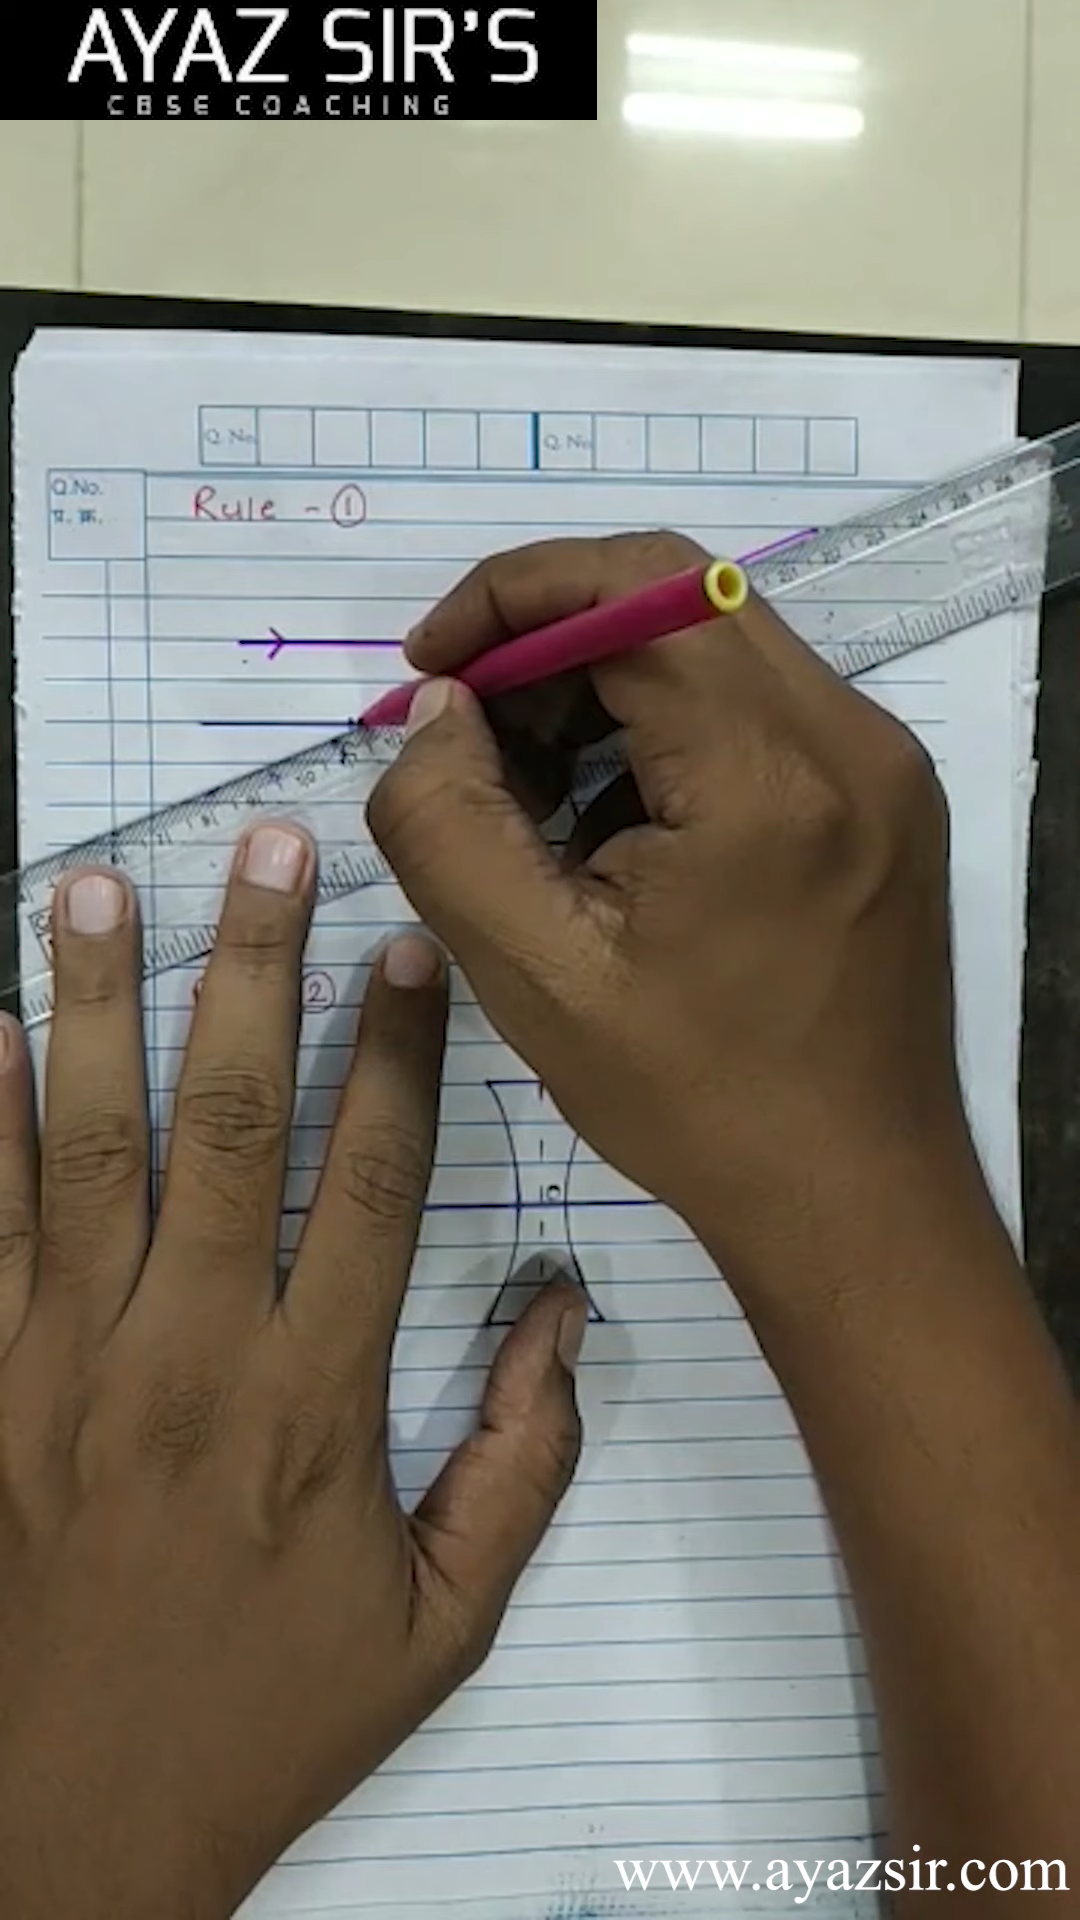 AYAZ SIR'S
CBSE COACHING
Q. No. Q. No.
Q.No.
प्र. क्र.
Rule - ①
②
www.ayazsir.com